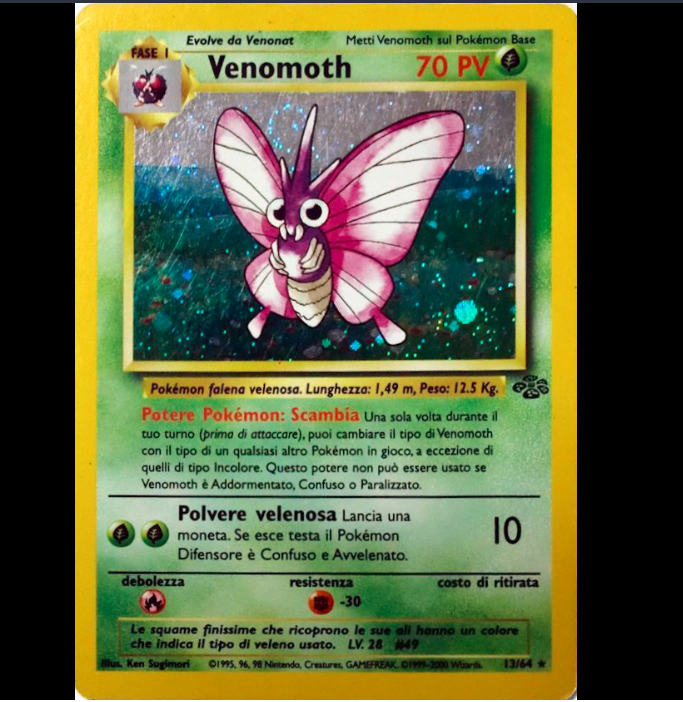 Evolve da Venonat
Metti Venomoth sul Pokémon Base
FASE 1
Venomoth
70 PV
Pokémon falena velenosa. Lunghezza: 1,49 m, Peso: 12.5 Kg.
Potere Pokémon: Scambia Una sola volta durante il
tuo turno (prima di attaccare), puoi cambiare il tipo di Venomoth
con il tipo di un qualsiasi altro Pokémon in gioco, a eccezione di
quelli di tipo Incolore. Questo potere non può essere usato se
Venomoth è Addormentato, Confuso o Paralizzato.
Polvere velenosa Lancia una
moneta. Se esce testa il Pokémon
Difensore è Confuso e Avvelenato.
10
debolezza
resistenza
costo di ritirata
-30
Le squame finissime che ricoprono le sue ali hanno un colore
che indica il tipo di veleno usato. LV. 28 #49
Illus. Ken Sugimori
©1995, 96, 98 Nintendo, Creatures, GAMEFREAK. ©1999-2000 Wizards.
13/64 ★